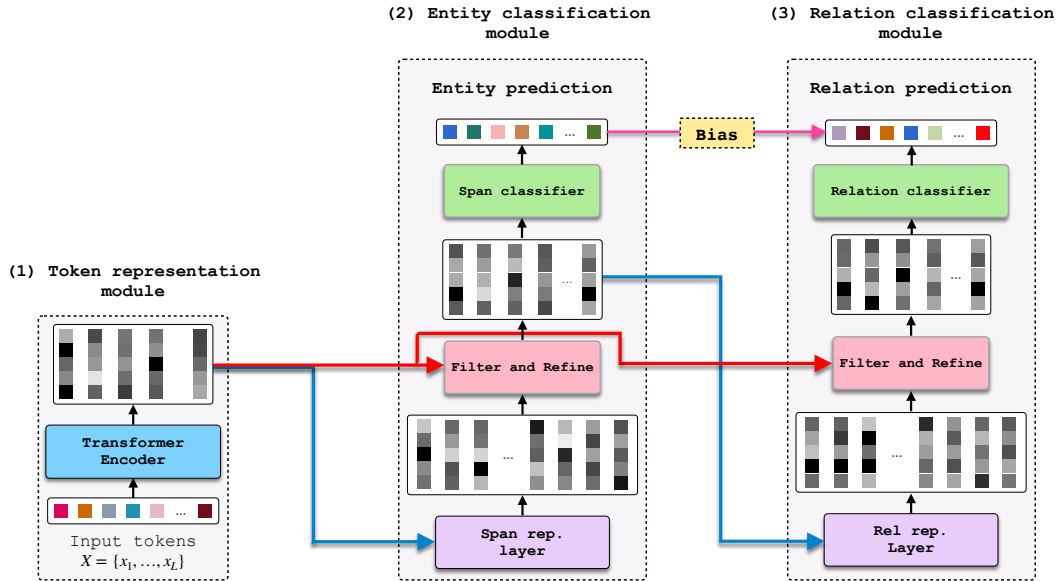 (1) Token representation
module
Transformer
Encoder
...
Input tokens
X = {x₁, …, x_L}
(2) Entity classification
module
Entity prediction
...
Span classifier
...
Filter and Refine
...
Span rep.
layer
Bias
(3) Relation classification
module
Relation prediction
...
Relation classifier
...
Filter and Refine
...
Rel rep.
Layer